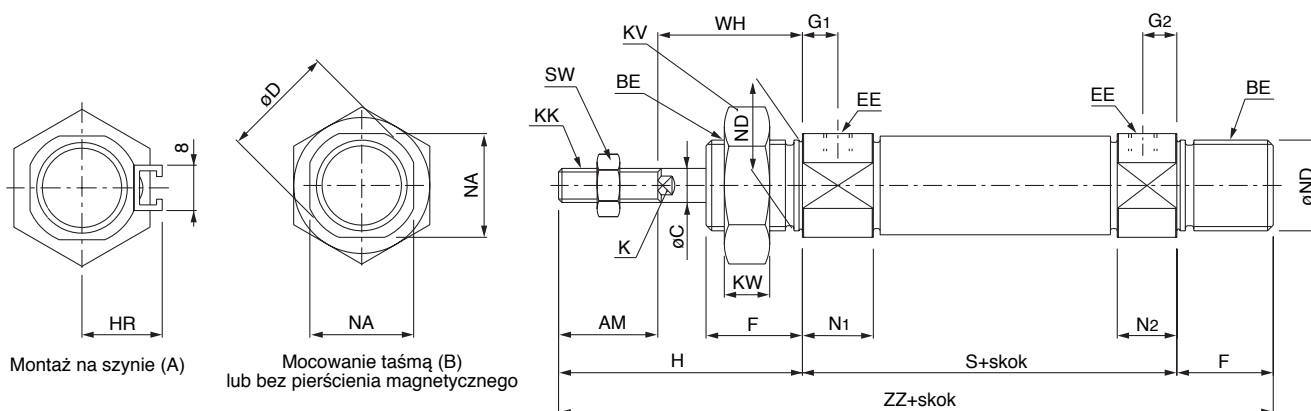 WH
G1
G2
KV
SW
BE
ND
EE
EE
BE
KK
øD
8
NA
øND
K
øC
KW
HR
NA
AM
F
N1
N2
Montaż na szynie (A)
Mocowanie taśmą (B)
lub bez pierścienia magnetycznego
H
S+skok
F
ZZ+skok